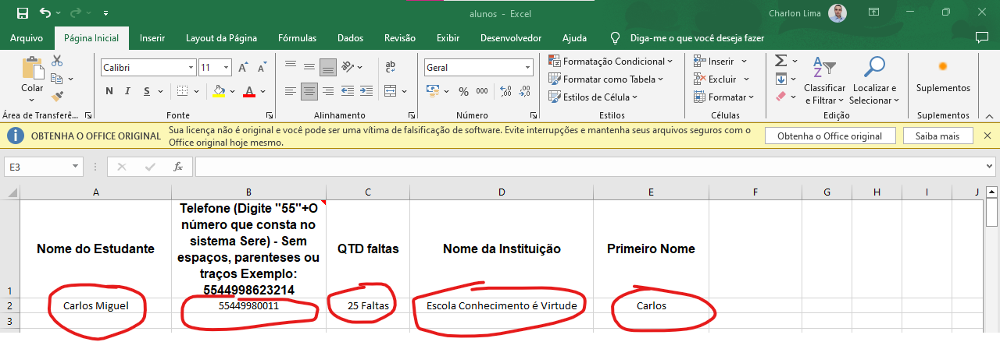 alunos - Excel
Charlon Lima
Arquivo
Página Inicial
Inserir
Layout da Página
Fórmulas
Dados
Revisão
Exibir
Desenvolvedor
Ajuda
Diga-me o que você deseja fazer
Colar
Área de Transferê...
Calibri
11
N I S
A
Fonte
ab
c
Alinhamento
Geral
% 000
Número
Formatação Condicional
Formatar como Tabela
Estilos de Célula
Estilos
Inserir
Excluir
Formatar
Células
Classificar
e Filtrar
Localizar e
Selecionar
Edição
Suplementos
Suplementos
OBTENHA O OFFICE ORIGINAL
Sua licença não é original e você pode ser uma vítima de falsificação de software. Evite interrupções e mantenha seus arquivos seguros com o
Office original hoje mesmo.
Obtenha o Office original
Saiba mais
E3
fx
A B C D E F G H I J
1
Nome do Estudante
Telefone (Digite "55"+O
número que consta no
sistema Sere) - Sem
espaços, parenteses ou
traços Exemplo:
5544998623214
QTD faltas
Nome da Instituição
Primeiro Nome
2
Carlos Miguel
55449980011
25 Faltas
Escola Conhecimento é Virtude
Carlos
3